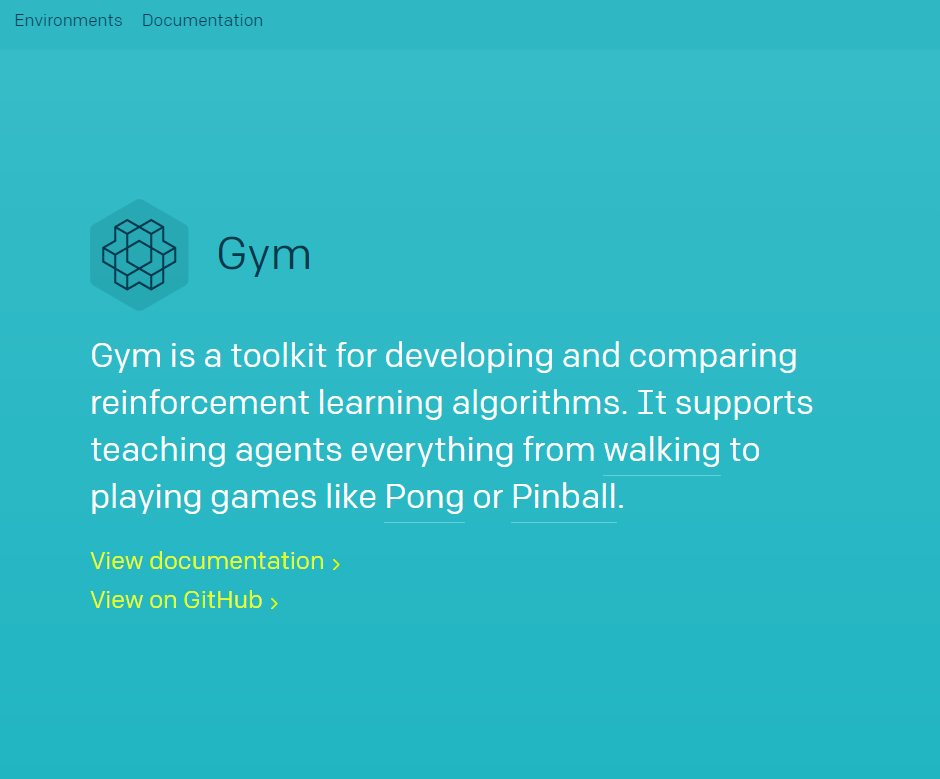 Environments Documentation
Gym
Gym is a toolkit for developing and comparing
reinforcement learning algorithms. It supports
teaching agents everything from walking to
playing games like Pong or Pinball.
View documentation ›
View on GitHub ›